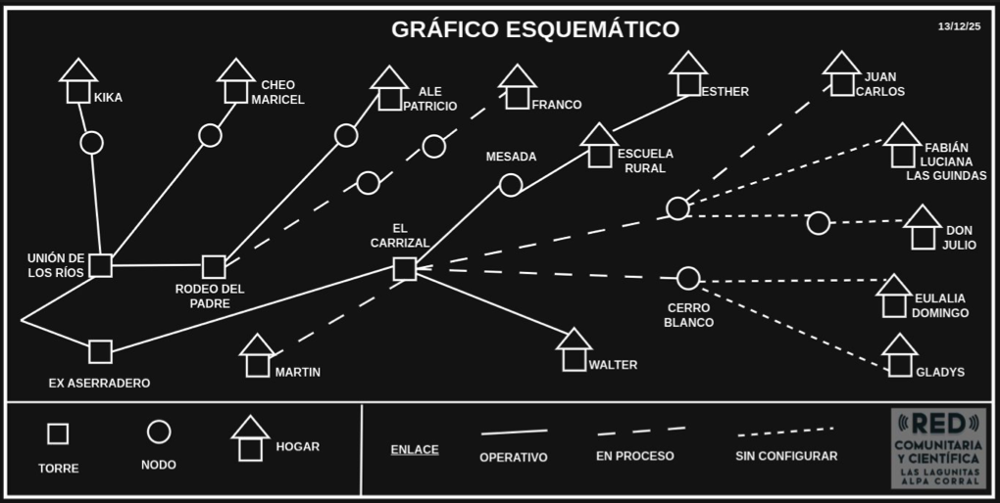 GRÁFICO ESQUEMÁTICO
13/12/25
KIKA
CHEO
MARICEL
ALE
PATRICIO
FRANCO
ESTHER
JUAN
CARLOS
MESADA
ESCUELA
RURAL
FABIÁN
LUCIANA
LAS GUINDAS
UNIÓN DE
LOS RÍOS
RODEO DEL
PADRE
EL
CARRIZAL
DON
JULIO
CERRO
BLANCO
EULALIA
DOMINGO
EX ASERRADERO
MARTIN
WALTER
GLADYS
TORRE
NODO
HOGAR
ENLACE
OPERATIVO
EN PROCESO
SIN CONFIGURAR
RED
COMUNITARIA
Y CIENTÍFICA
LAS LAGUNITAS
ALPA CORRAL